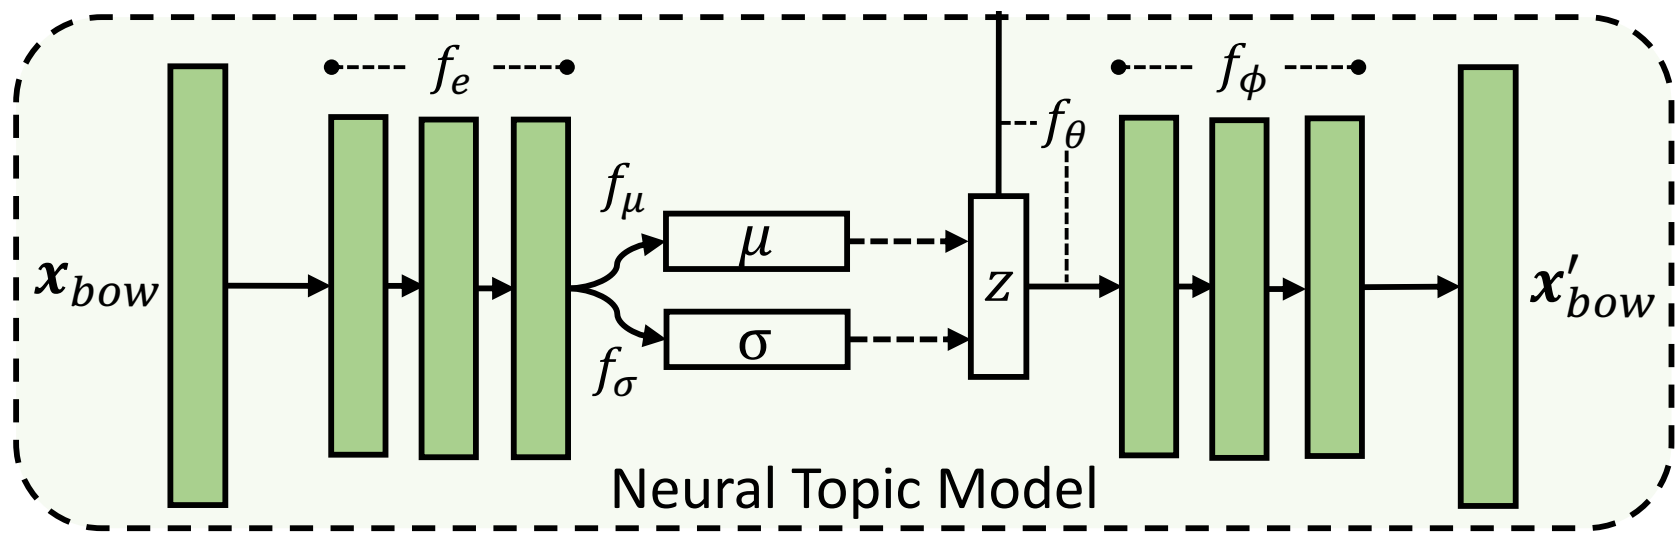 f_e
f_ϕ
f_θ
f_μ
μ
x_bow
z
x'_bow
σ
f_σ
Neural Topic Model